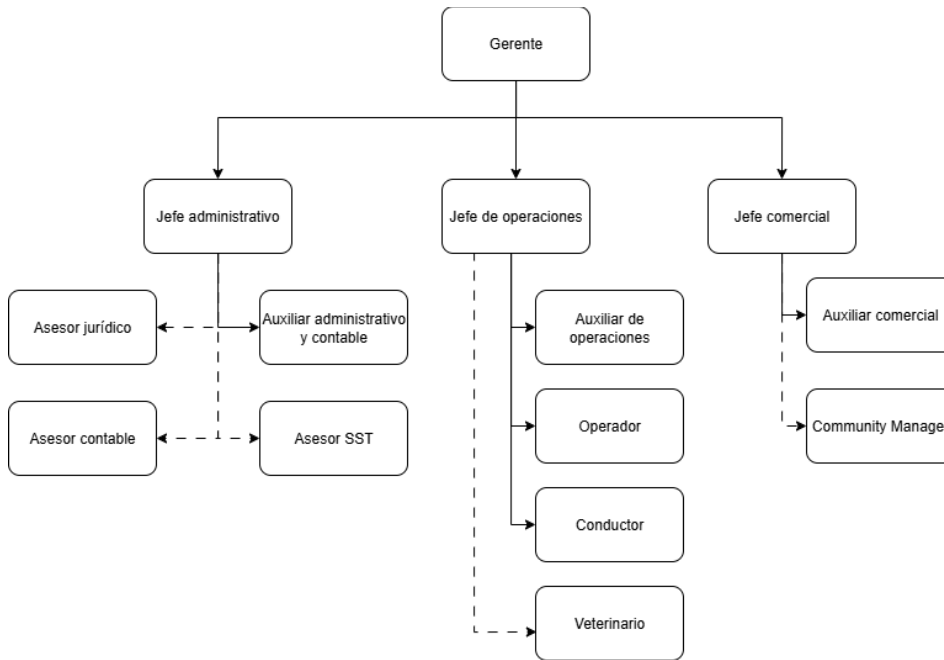 Gerente
Jefe administrativo
Jefe de operaciones
Jefe comercial
Asesor jurídico
Auxiliar administrativo
y contable
Auxiliar de
operaciones
Auxiliar comercial
Asesor contable
Asesor SST
Operador
Community Manage
Conductor
Veterinario